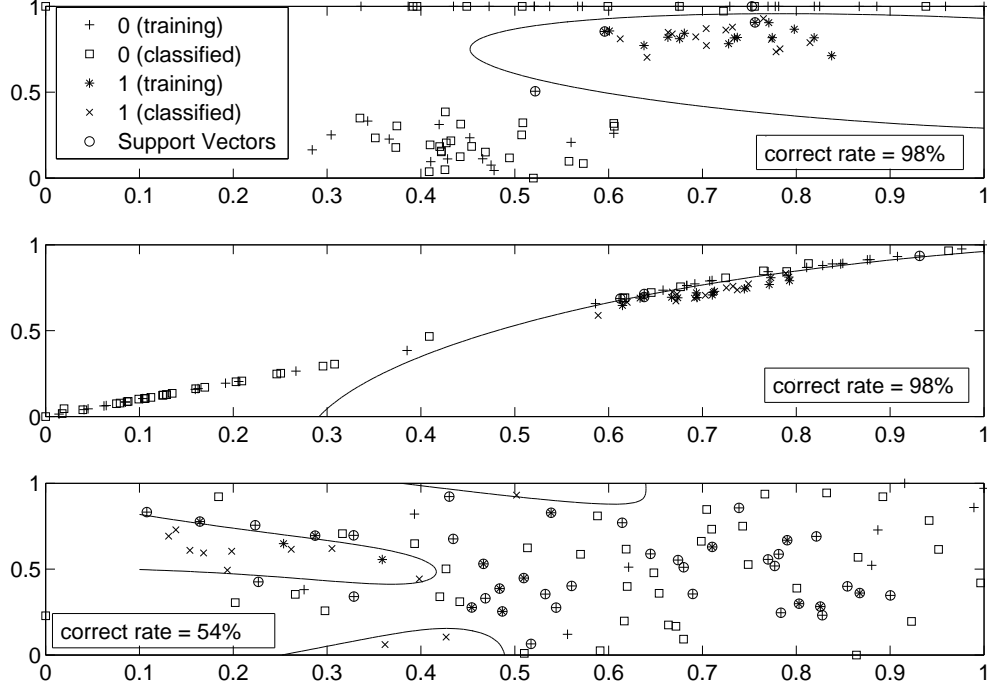 1
0.5
0
0 (training)
0 (classified)
1 (training)
1 (classified)
Support Vectors
correct rate = 98%
0 0.1 0.2 0.3 0.4 0.5 0.6 0.7 0.8 0.9 1
1
0.5
0
correct rate = 98%
0 0.1 0.2 0.3 0.4 0.5 0.6 0.7 0.8 0.9 1
1
0.5
0
correct rate = 54%
0 0.1 0.2 0.3 0.4 0.5 0.6 0.7 0.8 0.9 1